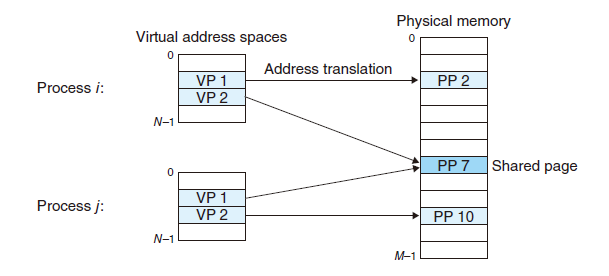 Physical memory
Virtual address spaces
0
0
Address translation
Process i:
VP 1
PP 2
VP 2
N–1
PP 7
Shared page
0
VP 1
Process j:
VP 2
PP 10
N–1
M–1